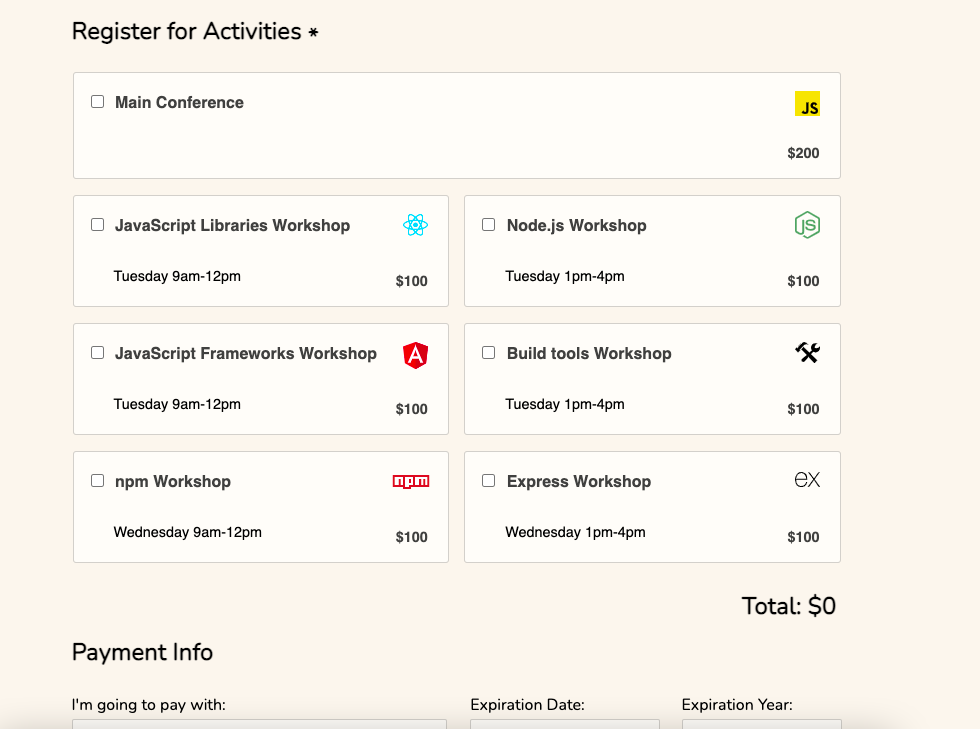 Register for Activities *
Main Conference
JS
$200
JavaScript Libraries Workshop
Tuesday 9am-12pm
$100
Node.js Workshop
JS
Tuesday 1pm-4pm
$100
JavaScript Frameworks Workshop
A
Tuesday 9am-12pm
$100
Build tools Workshop
Tuesday 1pm-4pm
$100
npm Workshop
npm
Wednesday 9am-12pm
$100
Express Workshop
ex
Wednesday 1pm-4pm
$100
Total: $0
Payment Info
I'm going to pay with:
Expiration Date:
Expiration Year: